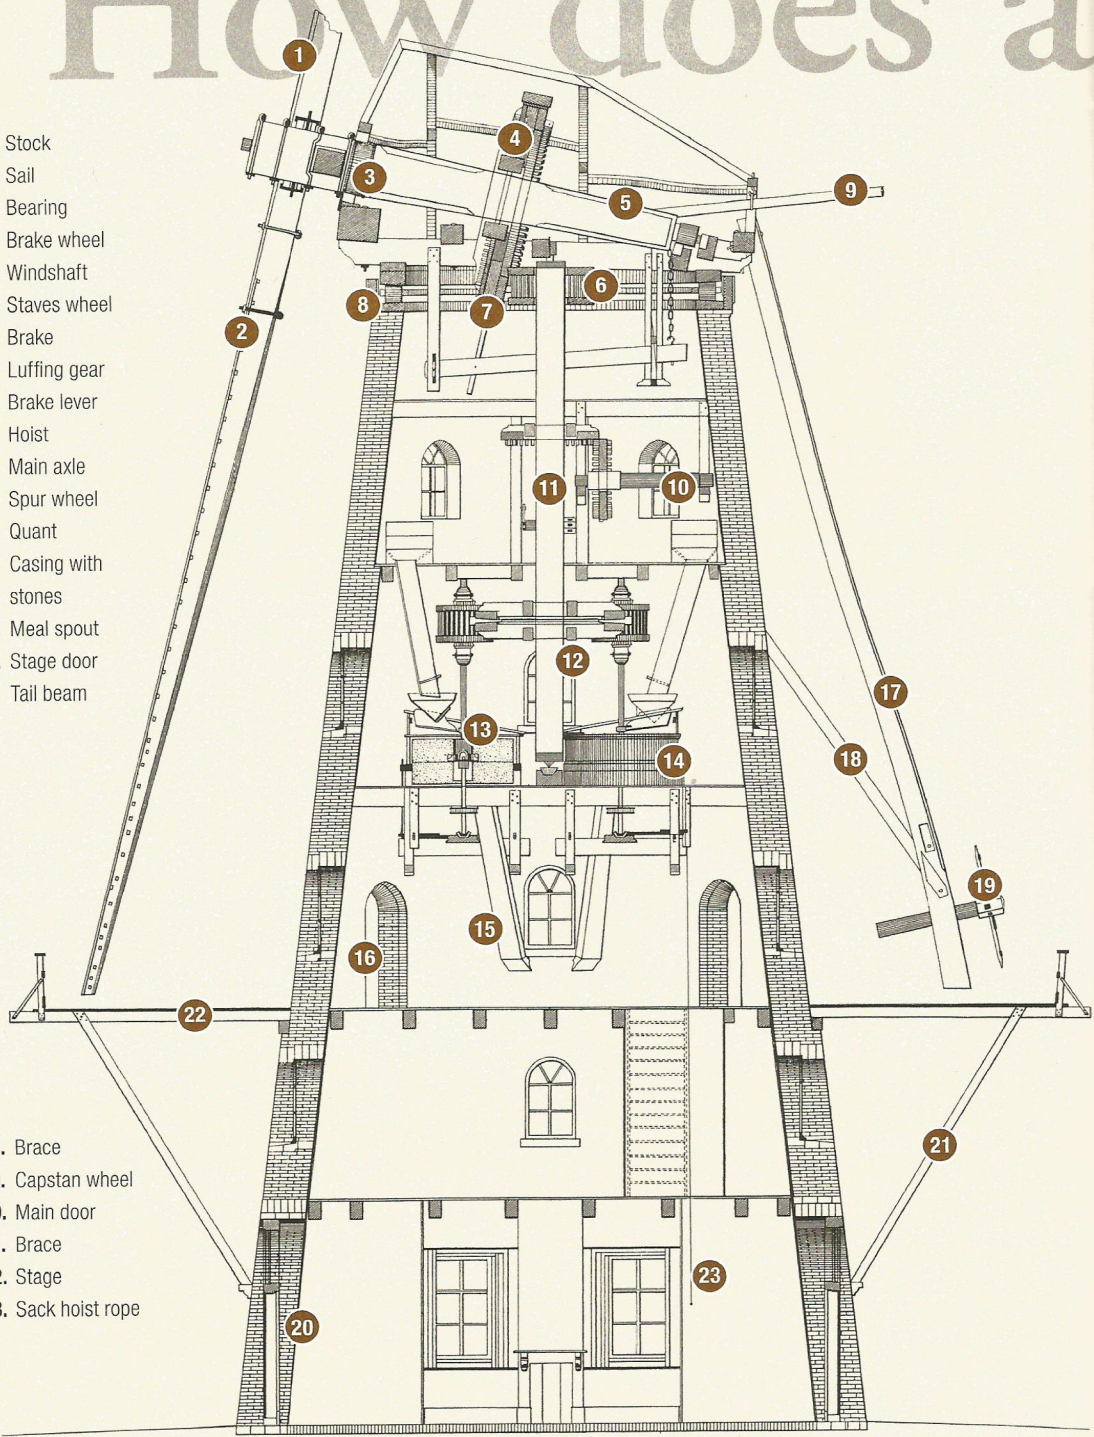 How does a
1
Stock
Sail
Bearing
Brake wheel
Windshaft
Staves wheel
Brake
Luffing gear
Brake lever
Hoist
Main axle
Spur wheel
Quant
Casing with
stones
Meal spout
Stage door
Tail beam
4
3
5
9
6
8
7
2
11
10
12
13
14
17
18
19
15
16
22
21
. Brace
. Capstan wheel
. Main door
. Brace
. Stage
. Sack hoist rope
23
20